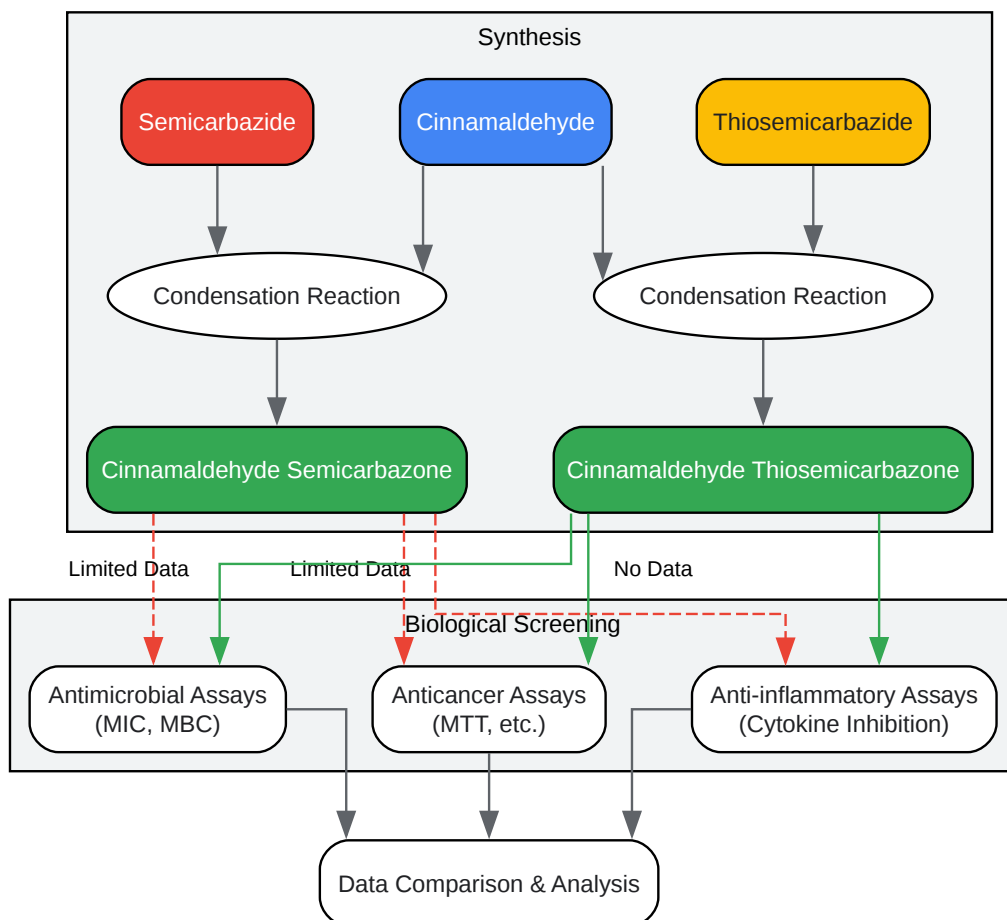 Synthesis
Semicarbazide
Cinnamaldehyde
Thiosemicarbazide
Condensation Reaction
Condensation Reaction
Cinnamaldehyde Semicarbazone
Cinnamaldehyde Thiosemicarbazone
Limited Data
Limited Data
No Data
Biological Screening
Antimicrobial Assays
(MIC, MBC)
Anticancer Assays
(MTT, etc.)
Anti-inflammatory Assays
(Cytokine Inhibition)
Data Comparison & Analysis